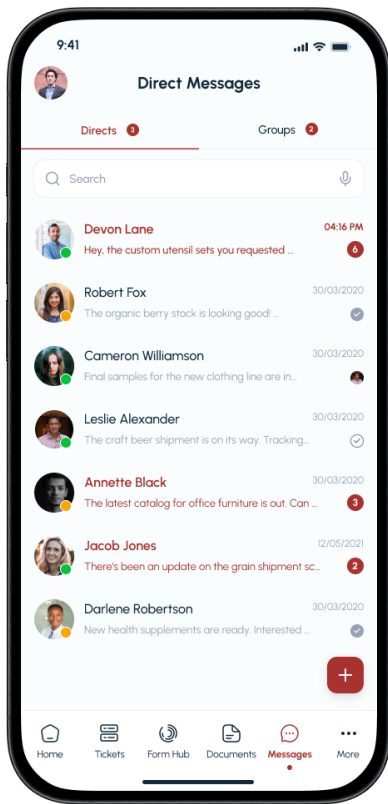 9:41
Direct Messages
Directs 3
Groups 2
Search
Devon Lane 04:16 PM
Hey, the custom utensil sets you requested ... 6
Robert Fox 30/03/2020
The organic berry stock is looking good! ...
Cameron Williamson 30/03/2020
Final samples for the new clothing line are in...
Leslie Alexander 30/03/2020
The craft beer shipment is on its way. Tracking...
Annette Black 30/03/2020
The latest catalog for office furniture is out. Can ... 3
Jacob Jones 12/05/2021
There's been an update on the grain shipment sc... 2
Darlene Robertson 30/03/2020
New health supplements are ready. Interested ...
+
Home Tickets Form Hub Documents Messages More